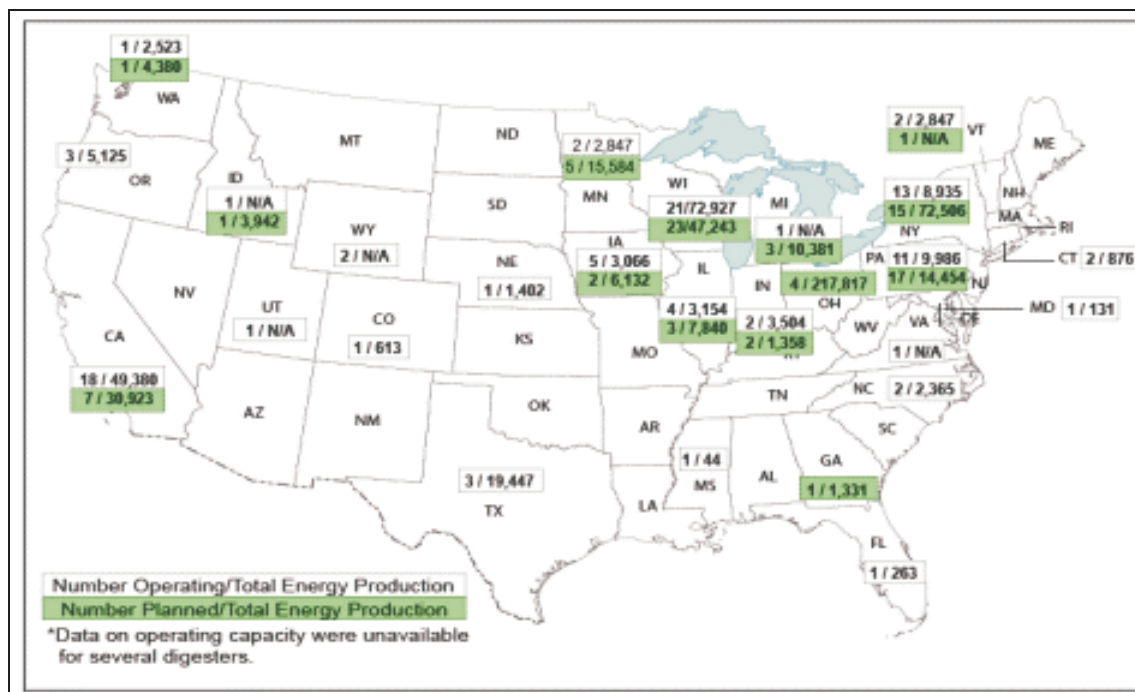 1 / 2,523
1 / 4,380
WA
3 / 5,125
OR
ID
1 / N/A
1 / 3,942
MT
ND
SD
WY
2 / N/A
NE
1 / 1,402
NV
UT
1 / N/A
CO
1 / 613
KS
CA
18 / 49,380
7 / 30,923
AZ
NM
OK
3 / 19,447
TX
2 / 2,847
5 / 15,584
MN
WI
21/72,927
23/47,243
MI
1 / N/A
3 / 10,381
IA
5 / 3,066
2 / 6,132
IL
4 / 3,154
3 / 7,840
IN
2 / 3,504
2 / 1,358
4 / 217,817
OH
MO
KY
WV
VA
1 / N/A
TN
NC
2 / 2,365
SC
AR
1 / 44
MS
AL
GA
1 / 1,331
LA
FL
1 / 263
2 / 2,847
1 / N/A
VT
ME
NH
MA
13 / 8,935
15 / 72,506
NY
RI
CT 2 / 876
PA
11 / 9,986
17 / 14,454
NJ
MD 1 / 131
DE
Number Operating/Total Energy Production
Number Planned/Total Energy Production
*Data on operating capacity were unavailable
for several digesters.